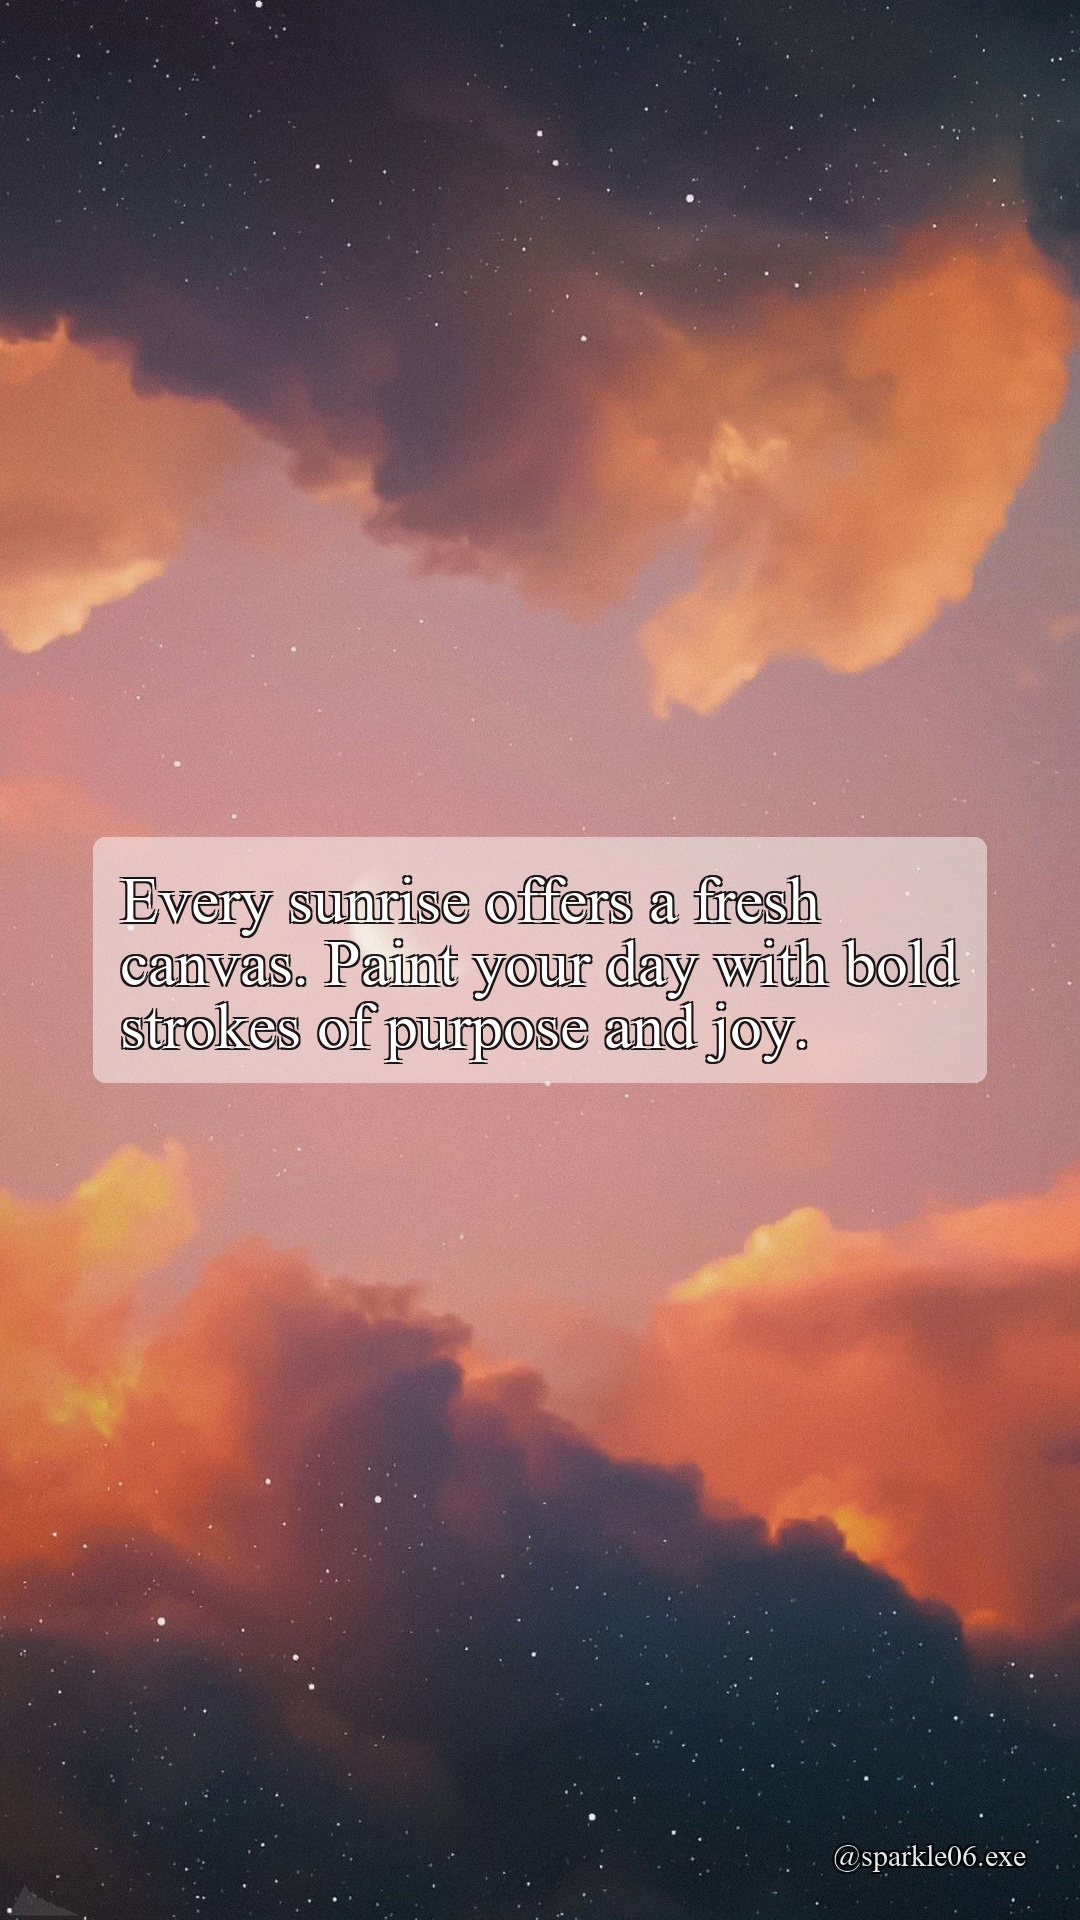 Every sunrise offers a fresh
canvas. Paint your day with bold
strokes of purpose and joy.
@sparkle06.exe